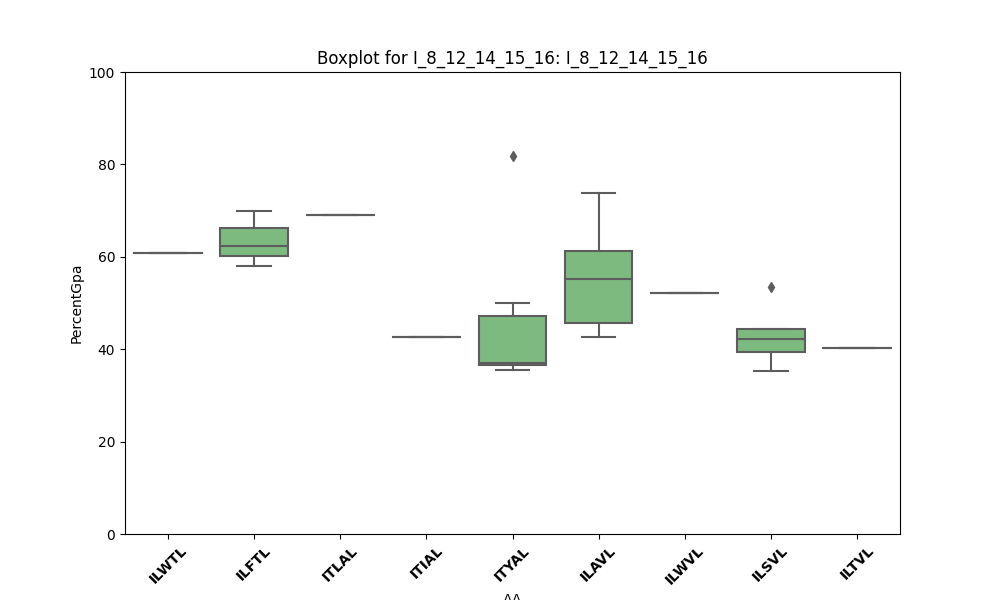 Boxplot for I_8_12_14_15_16: I_8_12_14_15_16
100
80
60
40
20
0
PercentGpa
ILWTL
ILFTL
ITLAL
ITIAL
ITYAL
ILAVL
ILWVL
ILSVL
ILTVL